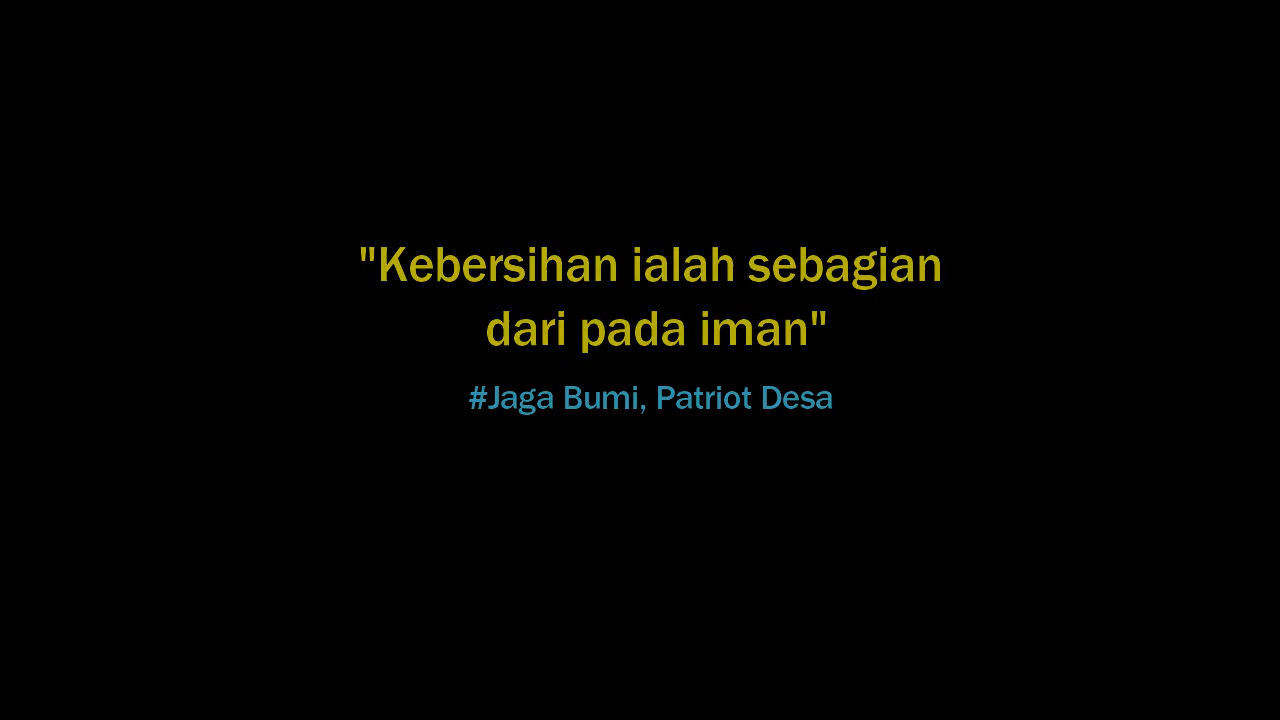 "Kebersihan ialah sebagian
dari pada iman"
#Jaga Bumi, Patriot Desa